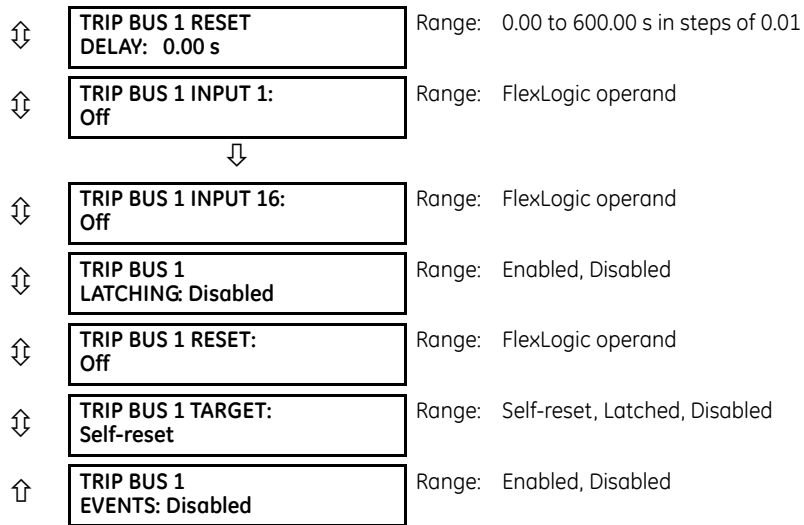 TRIP BUS 1 RESET
DELAY: 0.00 s
Range: 0.00 to 600.00 s in steps of 0.01
TRIP BUS 1 INPUT 1:
Off
Range: FlexLogic operand
TRIP BUS 1 INPUT 16:
Off
Range: FlexLogic operand
TRIP BUS 1
LATCHING: Disabled
Range: Enabled, Disabled
TRIP BUS 1 RESET:
Off
Range: FlexLogic operand
TRIP BUS 1 TARGET:
Self-reset
Range: Self-reset, Latched, Disabled
TRIP BUS 1
EVENTS: Disabled
Range: Enabled, Disabled